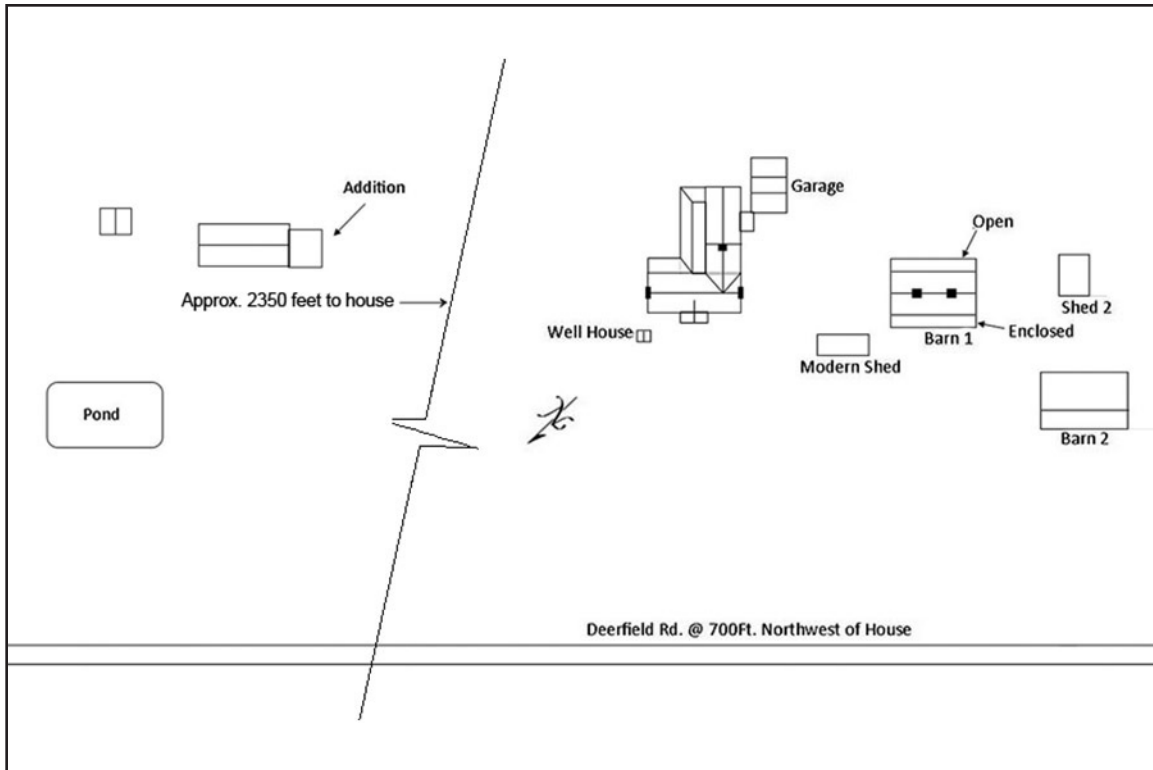 Addition
Garage
Open
Approx. 2350 feet to house
Shed 2
Well House
Enclosed
Barn 1
Modern Shed
Pond
Barn 2
Deerfield Rd. @ 700Ft. Northwest of House